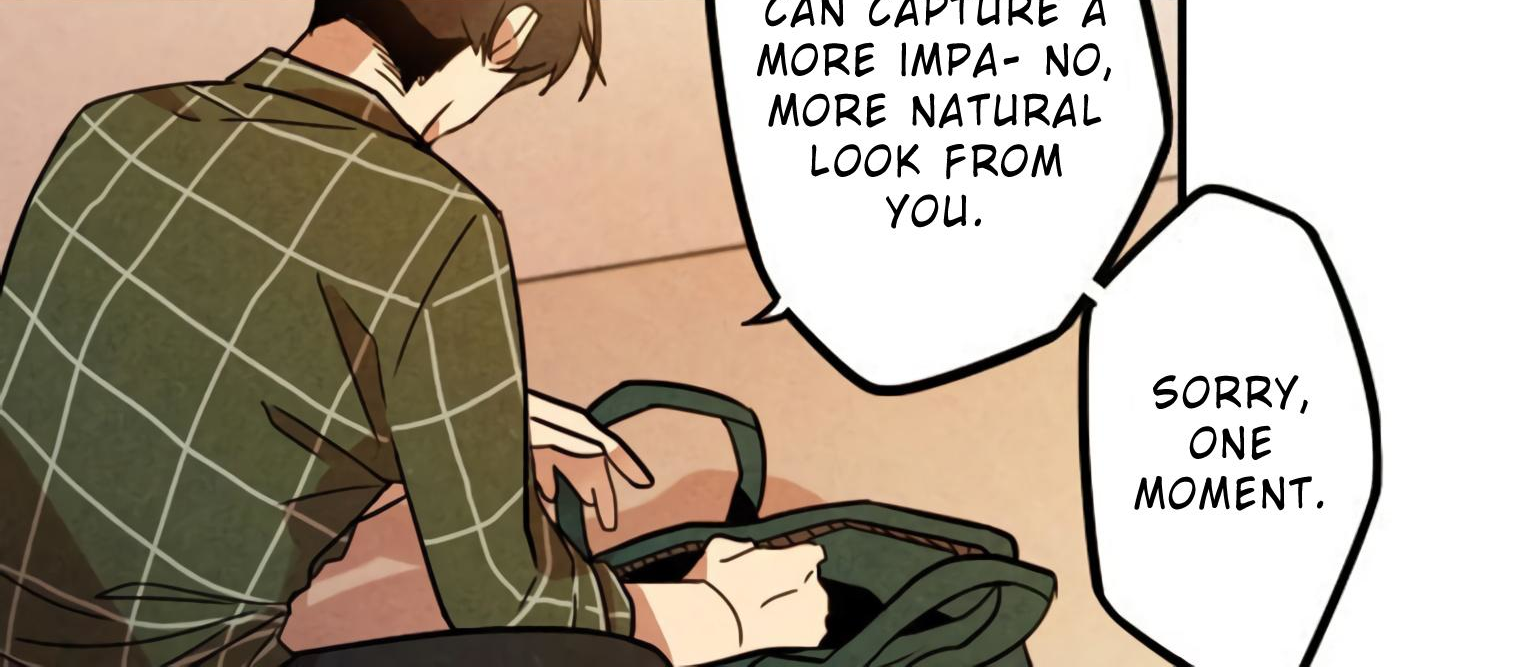 CAN CAPTURE A
MORE IMPA- NO,
MORE NATURAL
LOOK FROM
YOU.
SORRY,
ONE
MOMENT.